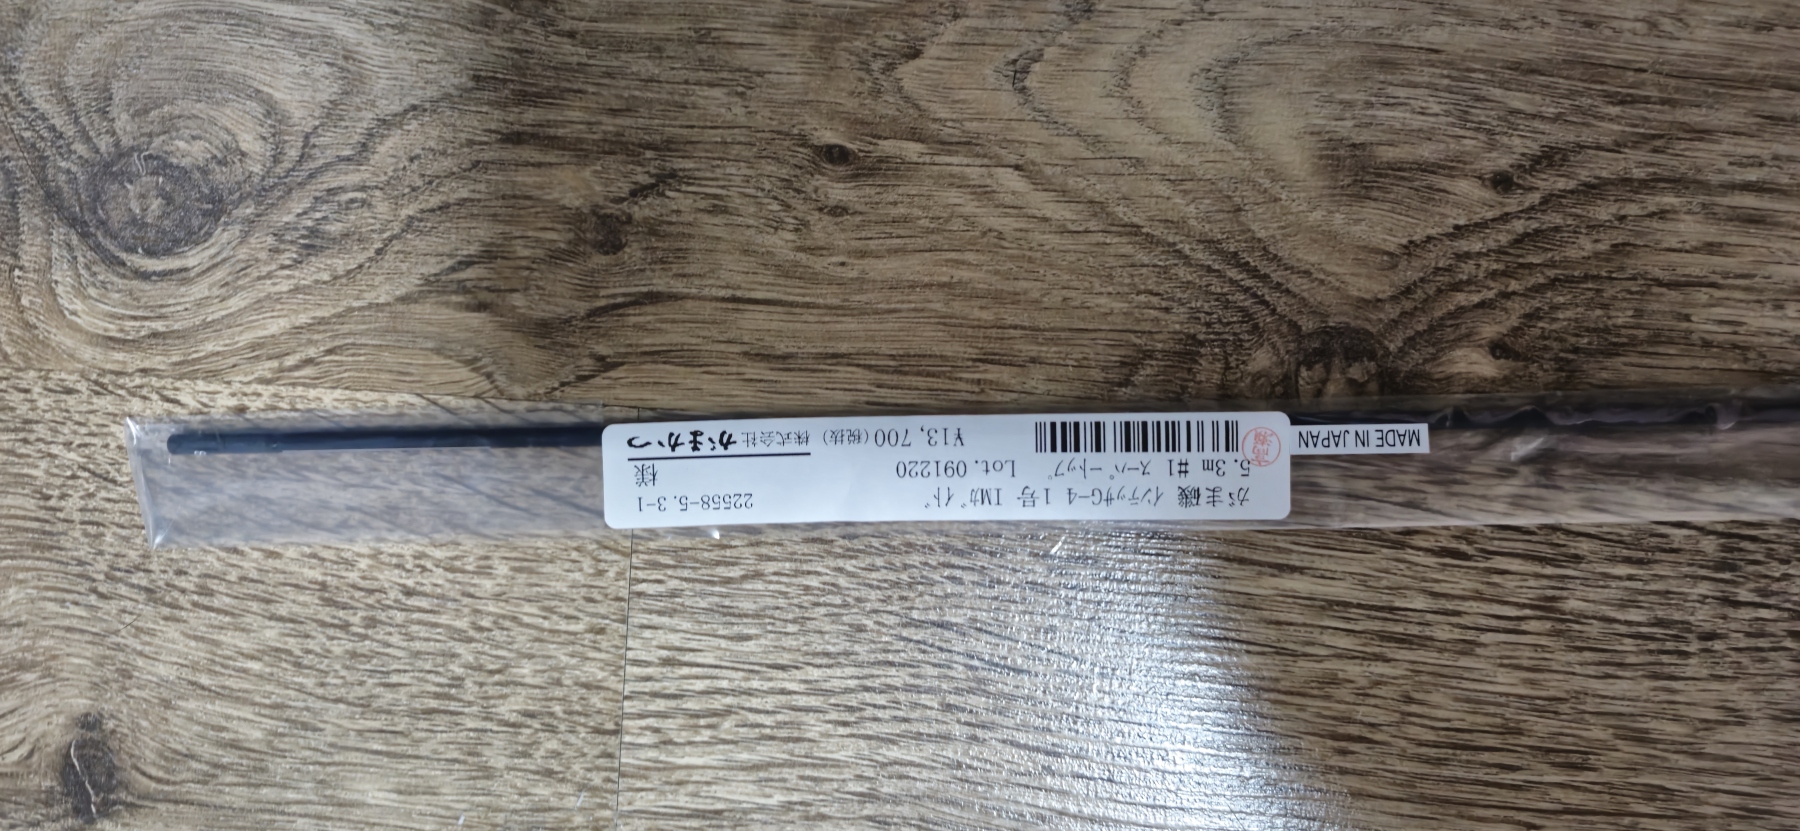 がま磯 ｲﾝﾃｯｻG-4 1号 IMｶﾞｲﾄﾞ 22558-5.3-1
5.3m #1 ｽｰﾊﾟｰﾄｯﾌﾟ Lot.091220 様
¥13,700(税抜) 株式会社 がまかつ
MADE IN JAPAN